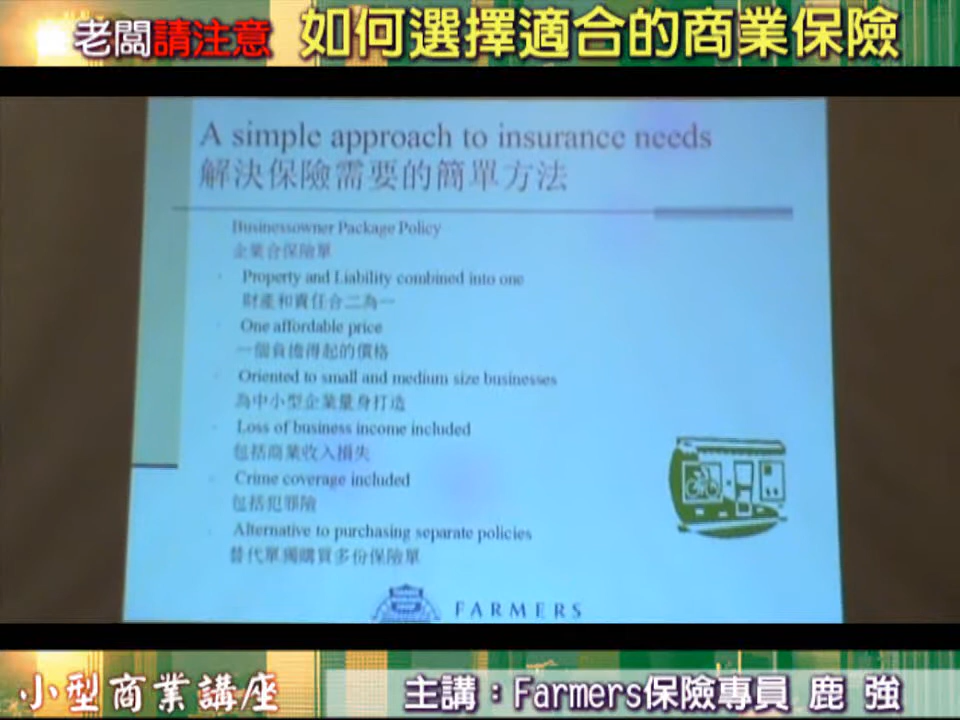 老闆請注意 如何選擇適合的商業保險
A simple approach to insurance needs
解決保險需要的簡單方法
Businessowner Package Policy
企業合保險單
Property and Liability combined into one
財產和責任合二為一
One affordable price
一個負擔得起的價格
Oriented to small and medium size businesses
為中小型企業量身打造
Loss of business income included
包括商業收入損失
Crime coverage included
包括犯罪險
Alternative to purchasing separate policies
替代單獨購買多份保險單
FARMERS
小型商業講座
主講：Farmers保險專員 鹿 強